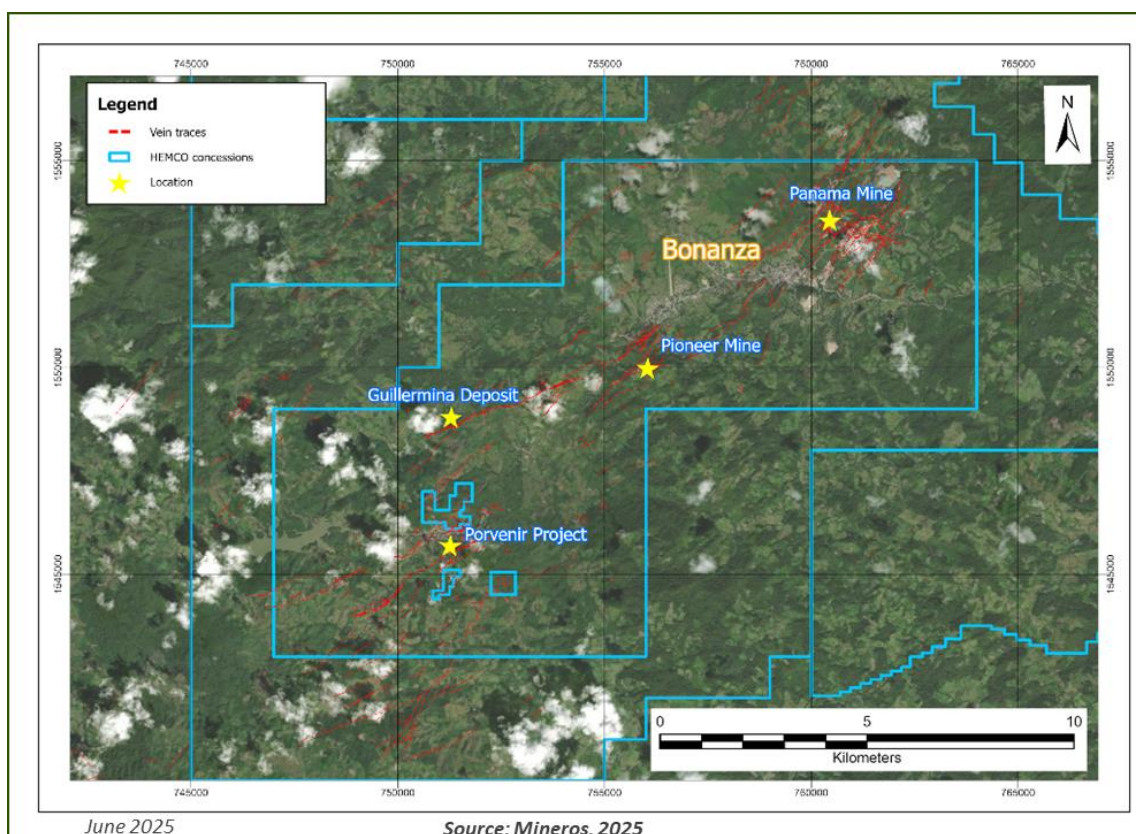 745000 750000 755000 760000 765000
Legend
Vein traces
HEMCO concessions
Location
N
1555000
1555000
Panama Mine
Bonanza
1550000
1550000
Pioneer Mine
Guillermina Deposit
Porvenir Project
1545000
1545000
0 5 10
Kilometers
745000 750000 755000 760000 765000
June 2025 Source: Mineros, 2025